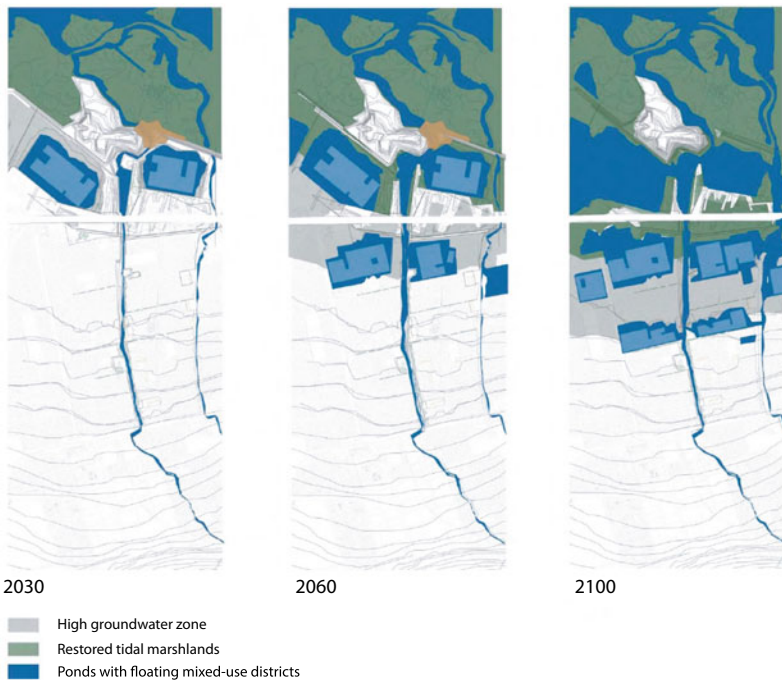 2030
2060
2100
High groundwater zone
Restored tidal marshlands
Ponds with floating mixed-use districts